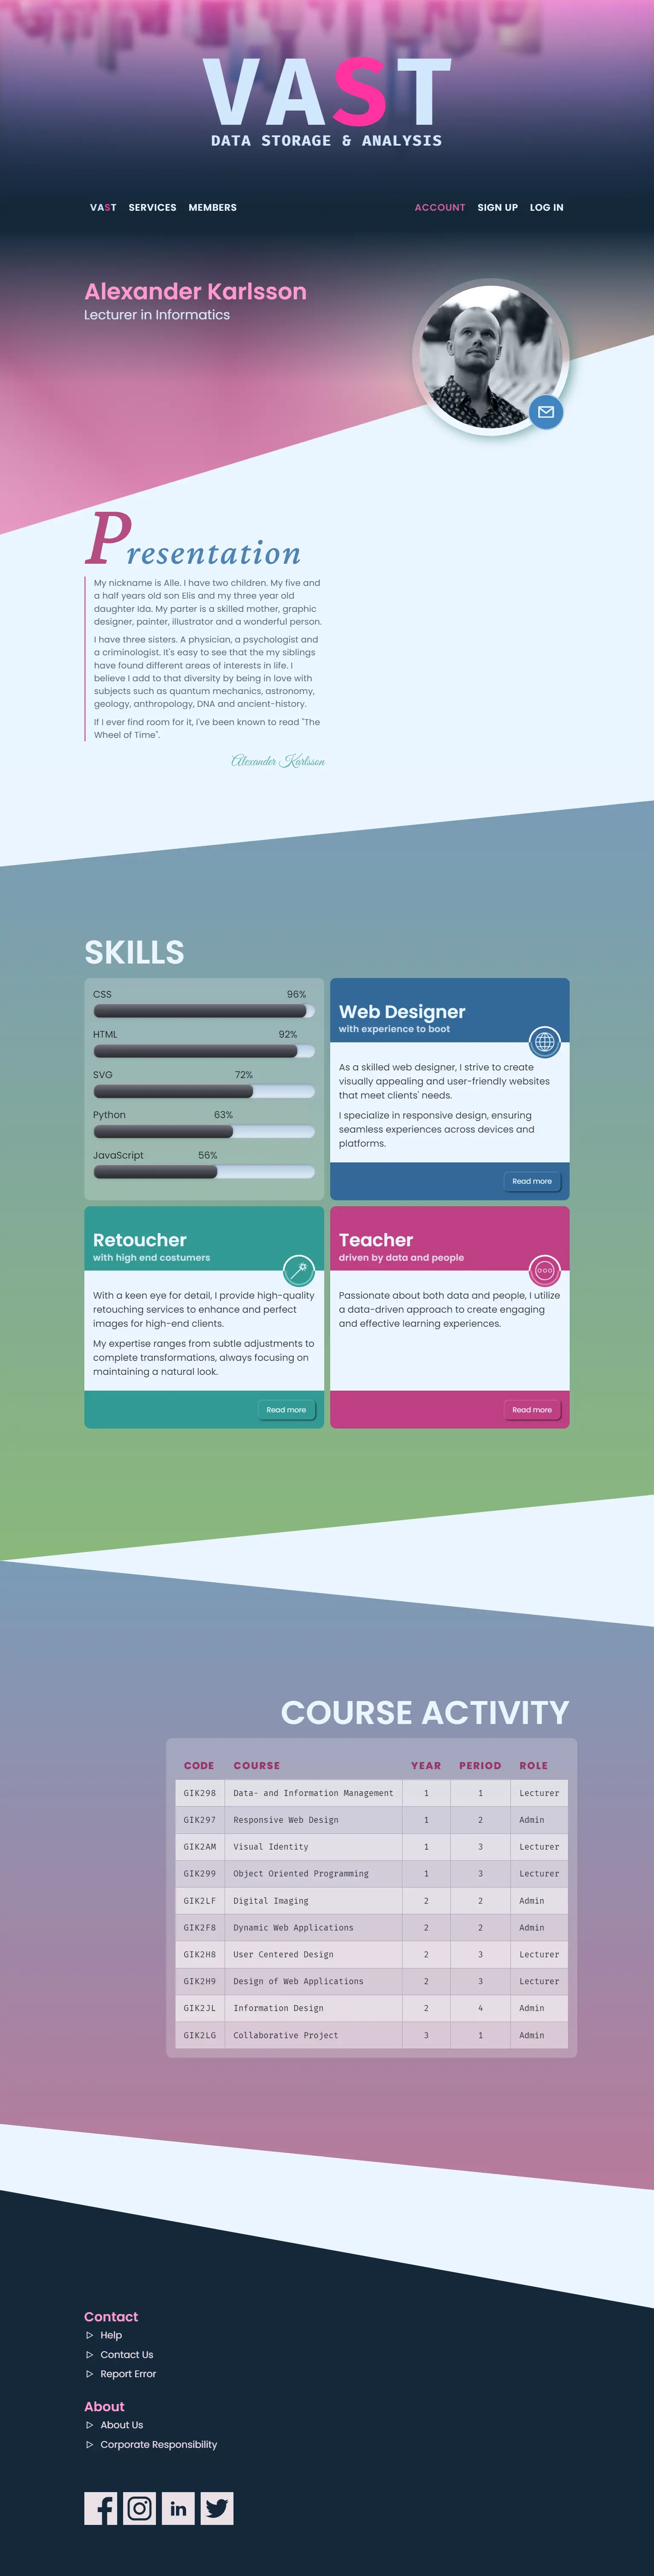 VAST
DATA STORAGE & ANALYSIS
VAST SERVICES MEMBERS ACCOUNT SIGN UP LOG IN
Alexander Karlsson
Lecturer in Informatics
Presentation
My nickname is Alle. I have two children. My five and
a half years old son Elis and my three year old
daughter Ida. My parter is a skilled mother, graphic
designer, painter, illustrator and a wonderful person.
I have three sisters. A physician, a psychologist and
a criminologist. It's easy to see that the my siblings
have found different areas of interests in life. I
believe I add to that diversity by being in love with
subjects such as quantum mechanics, astronomy,
geology, anthropology, DNA and ancient-history.
If I ever find room for it, I've been known to read "The
Wheel of Time".
Alexander Karlsson
SKILLS
CSS 96%
HTML 92%
SVG 72%
Python 63%
JavaScript 56%
Web Designer
with experience to boot
As a skilled web designer, I strive to create
visually appealing and user-friendly websites
that meet clients' needs.
I specialize in responsive design, ensuring
seamless experiences across devices and
platforms.
Read more
Retoucher
with high end costumers
With a keen eye for detail, I provide high-quality
retouching services to enhance and perfect
images for high-end clients.
My expertise ranges from subtle adjustments to
complete transformations, always focusing on
maintaining a natural look.
Read more
Teacher
driven by data and people
Passionate about both data and people, I utilize
a data-driven approach to create engaging
and effective learning experiences.
Read more
COURSE ACTIVITY
CODE COURSE YEAR PERIOD ROLE
GIK298 Data- and Information Management 1 1 Lecturer
GIK297 Responsive Web Design 1 2 Admin
GIK2AM Visual Identity 1 3 Lecturer
GIK299 Object Oriented Programming 1 3 Lecturer
GIK2LF Digital Imaging 2 2 Admin
GIK2F8 Dynamic Web Applications 2 2 Admin
GIK2H8 User Centered Design 2 3 Lecturer
GIK2H9 Design of Web Applications 2 3 Lecturer
GIK2JL Information Design 2 4 Admin
GIK2LG Collaborative Project 3 1 Admin
Contact
Help
Contact Us
Report Error
About
About Us
Corporate Responsibility
in